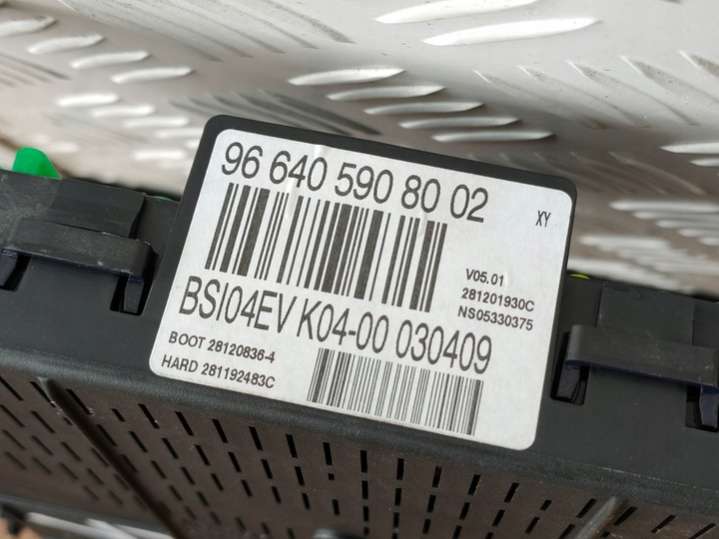 96 640 590 80 02
XY
V05.01
281201930C
NS05330375
BSI04EV K04-00 030409
BOOT 28120836-4
HARD 281192483C